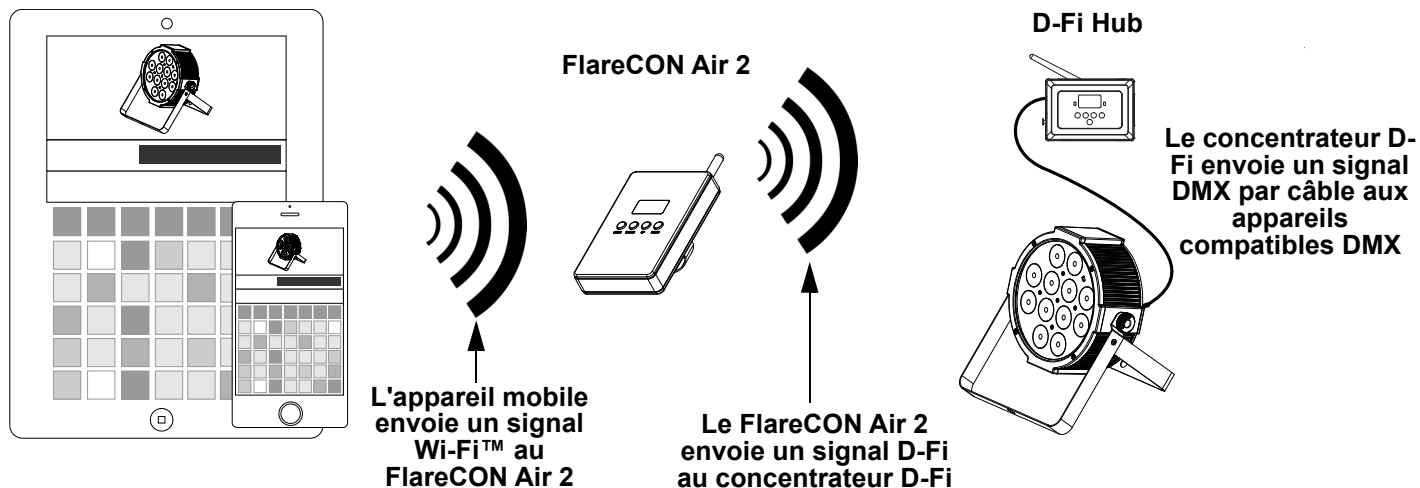 D-Fi Hub
FlareCON Air 2
Le concentrateur D-
Fi envoie un signal
DMX par câble aux
appareils
compatibles DMX
L'appareil mobile
envoie un signal
Wi-Fi™ au
FlareCON Air 2
Le FlareCON Air 2
envoie un signal D-Fi
au concentrateur D-Fi